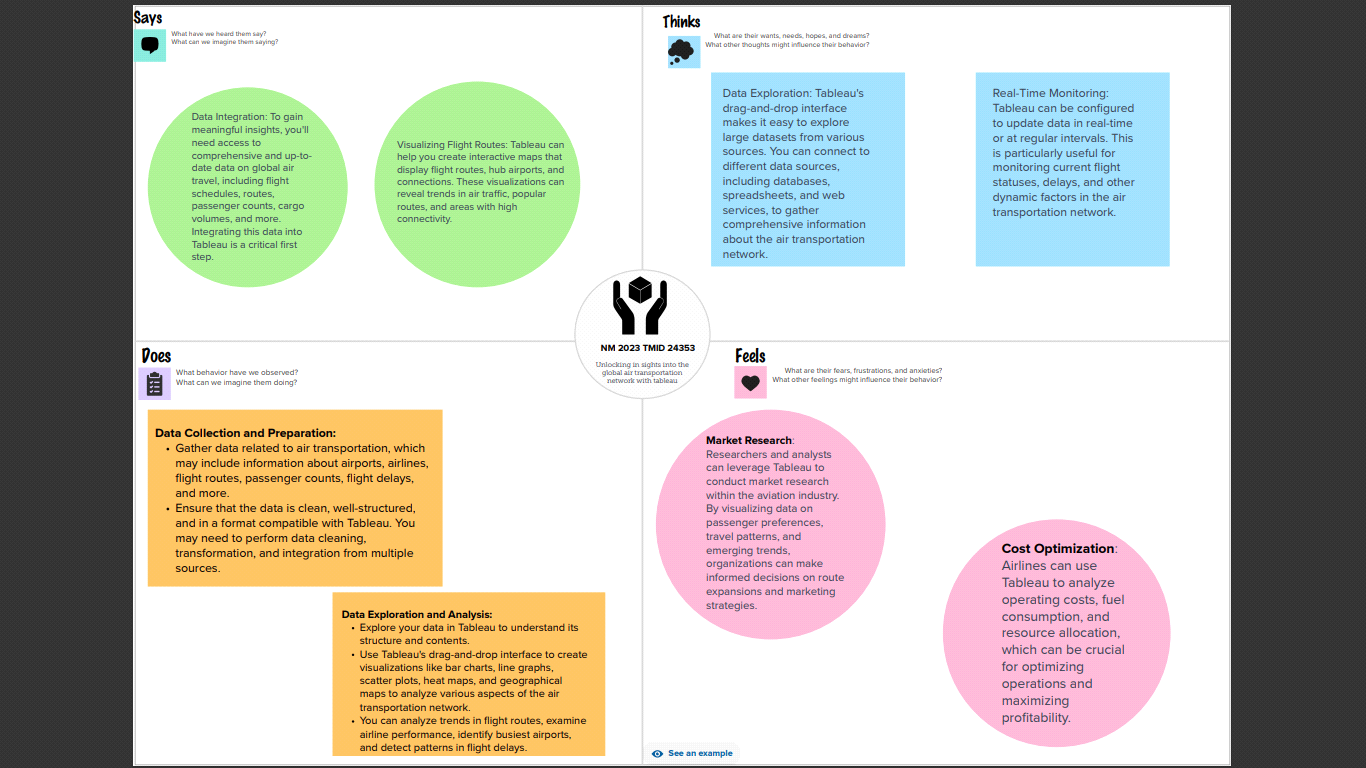 Says
What have we heard them say?
What can we imagine them saying?
Data Integration: To gain
meaningful insights, you'll
need access to
comprehensive and up-to-
date data on global air
travel, including flight
schedules, routes,
passenger counts, cargo
volumes, and more.
Integrating this data into
Tableau is a critical first
step.
Visualizing Flight Routes: Tableau can
help you create interactive maps that
display flight routes, hub airports, and
connections. These visualizations can
reveal trends in air traffic, popular
routes, and areas with high
connectivity.
Thinks
What are their wants, needs, hopes, and dreams?
What other thoughts might influence their behavior?
Data Exploration: Tableau's
drag-and-drop interface
makes it easy to explore
large datasets from various
sources. You can connect to
different data sources,
including databases,
spreadsheets, and web
services, to gather
comprehensive information
about the air transportation
network.
Real-Time Monitoring:
Tableau can be configured
to update data in real-time
or at regular intervals. This
is particularly useful for
monitoring current flight
statuses, delays, and other
dynamic factors in the air
transportation network.
NM 2023 TMID 24353
Unlocking in sights into the
global air transportation
network with tableau
Does
What behavior have we observed?
What can we imagine them doing?
Data Collection and Preparation:
• Gather data related to air transportation, which
may include information about airports, airlines,
flight routes, passenger counts, flight delays,
and more.
• Ensure that the data is clean, well-structured,
and in a format compatible with Tableau. You
may need to perform data cleaning,
transformation, and integration from multiple
sources.
Data Exploration and Analysis:
• Explore your data in Tableau to understand its
structure and contents.
• Use Tableau's drag-and-drop interface to create
visualizations like bar charts, line graphs,
scatter plots, heat maps, and geographical
maps to analyze various aspects of the air
transportation network.
• You can analyze trends in flight routes, examine
airline performance, identify busiest airports,
and detect patterns in flight delays.
Feels
What are their fears, frustrations, and anxieties?
What other feelings might influence their behavior?
Market Research:
Researchers and analysts
can leverage Tableau to
conduct market research
within the aviation industry.
By visualizing data on
passenger preferences,
travel patterns, and
emerging trends,
organizations can make
informed decisions on route
expansions and marketing
strategies.
Cost Optimization:
Airlines can use
Tableau to analyze
operating costs, fuel
consumption, and
resource allocation,
which can be crucial
for optimizing
operations and
maximizing
profitability.
See an example